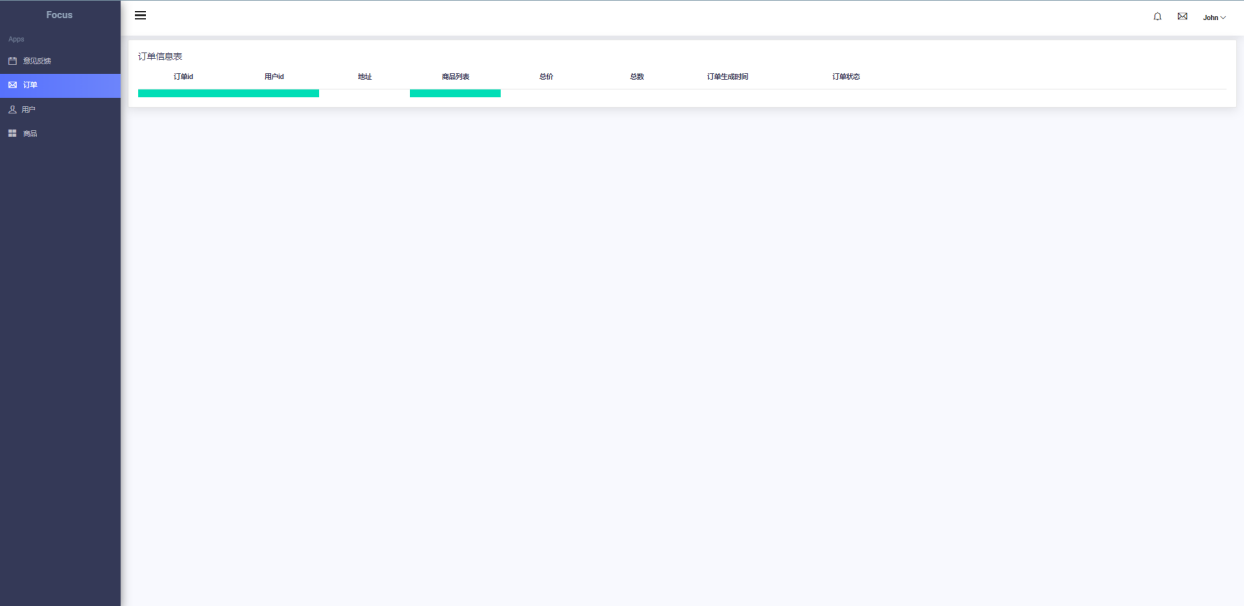 Focus
John
Apps
意见反馈
订单
用户
商品
订单信息表
订单id 用户id 地址 商品列表 总价 总数 订单生成时间 订单状态